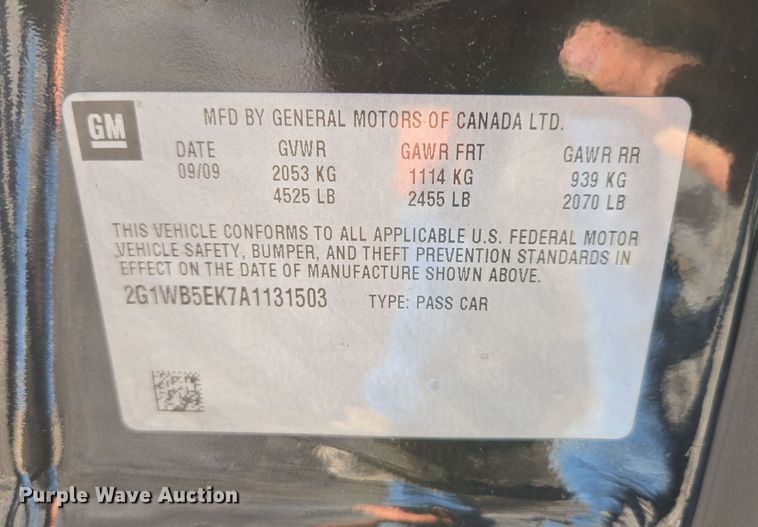 GM
MFD BY GENERAL MOTORS OF CANADA LTD.
DATE GVWR GAWR FRT GAWR RR
09/09 2053 KG 1114 KG 939 KG
4525 LB 2455 LB 2070 LB
THIS VEHICLE CONFORMS TO ALL APPLICABLE U.S. FEDERAL MOTOR
VEHICLE SAFETY, BUMPER, AND THEFT PREVENTION STANDARDS IN
EFFECT ON THE DATE OF MANUFACTURE SHOWN ABOVE.
2G1WB5EK7A1131503 TYPE: PASS CAR
Purple Wave Auction